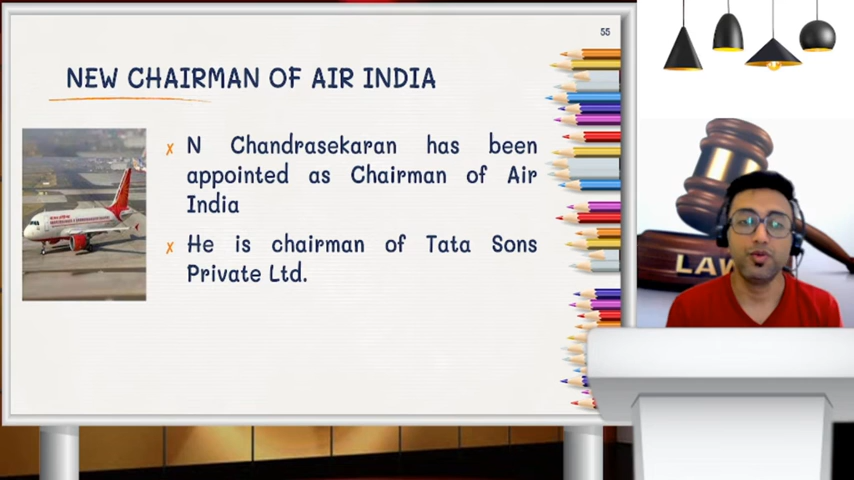 55
NEW CHAIRMAN OF AIR INDIA
✗ N Chandrasekaran has been
appointed as Chairman of Air
India
✗ He is chairman of Tata Sons
Private Ltd.
LAW